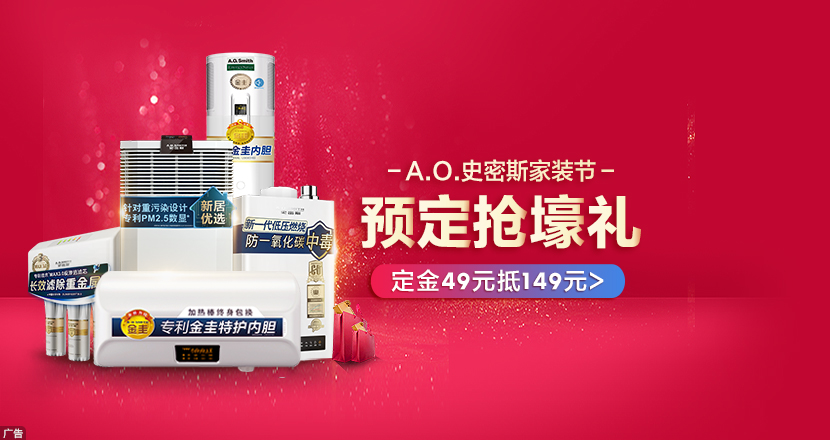 A.O.Smith
金圭
金圭内胆
针对重污染设计
专利PM2.5数显*
新居
优选
新一代低压燃烧
防一氧化碳
中毒
长效滤除重金属
加热棒终身包换
金圭
专利金圭特护内胆
-A.O.史密斯家装节-
预定抢壕礼
定金49元抵149元>
广告